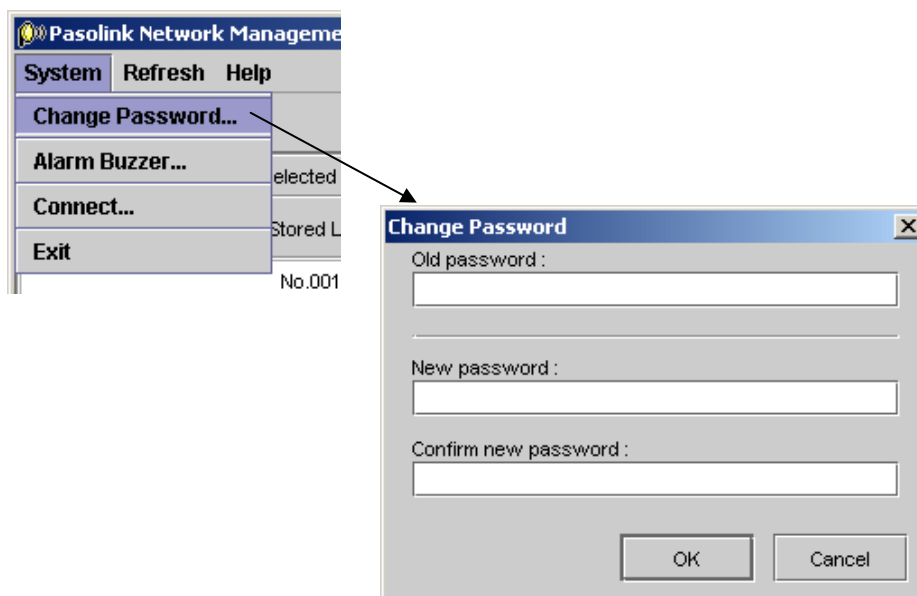 Pasolink Network Manageme
System Refresh Help
Change Password...
Alarm Buzzer...
elected
Connect...
Stored L
Exit
No.001
Change Password
Old password :
New password :
Confirm new password :
OK Cancel